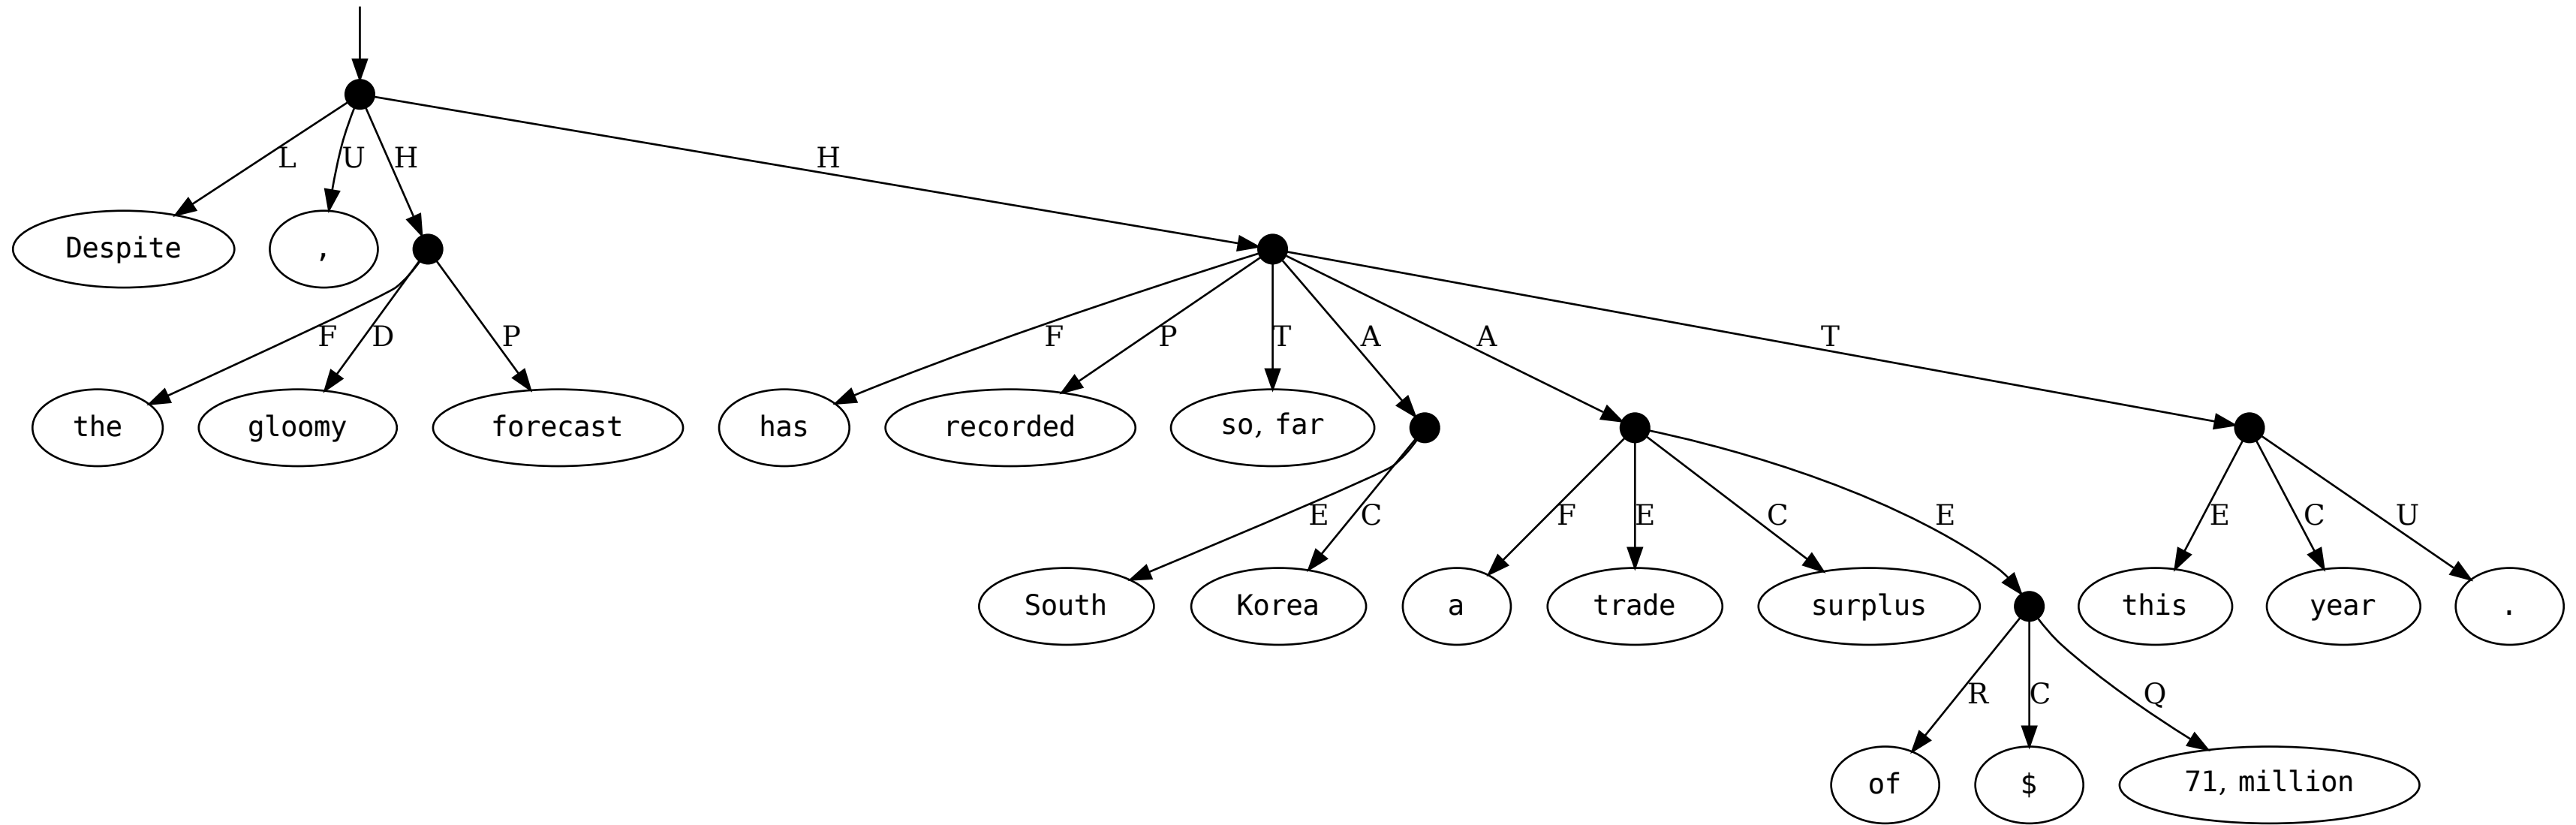 L U H H
Despite ,
F D P F P T A A T
the gloomy forecast has recorded so, far
E C F E C E E C U
South Korea a trade surplus this year .
R C Q
of $ 71, million